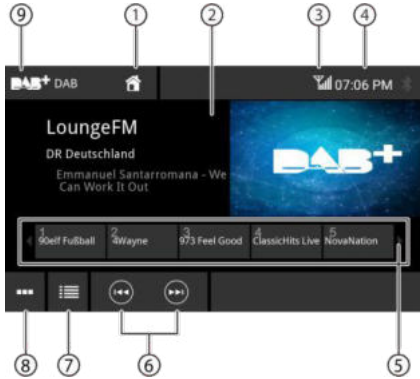 ⑨ ① ② ③ ④
DAB+ DAB 07:06 PM
LoungeFM
DR Deutschland
Emmanuel Santarromana - We
Can Work It Out
DAB+
1 2 3 4 5
90elf Fußball 4Wayne 973 Feel Good ClassicHits Live NovaNation
⑧ ⑦ ⑥ ⑤